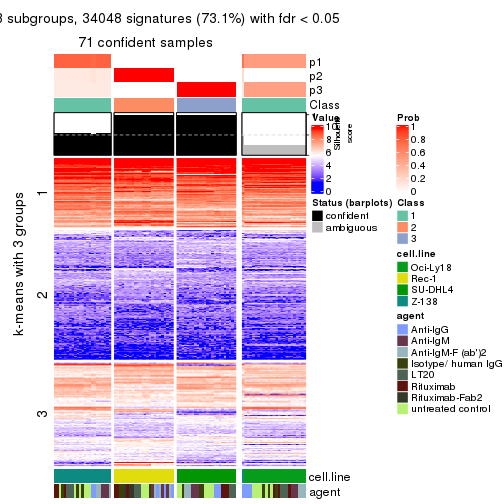 3 subgroups, 34048 signatures (73.1%) with fdr < 0.05
71 confident samples
p1
p2
p3
Class
Silhouette
score
k-means with 3 groups
1
2
3
cell.line
agent
Value
10
8
6
4
2
0
Status (barplots)
confident
ambiguous
Prob
1
0.8
0.6
0.4
0.2
0
Class
1
2
3
cell.line
Oci-Ly18
Rec-1
SU-DHL4
Z-138
agent
Anti-IgG
Anti-IgM
Anti-IgM-F (ab')2
Isotype/ human IgG
LT20
Rituximab
Rituximab-Fab2
untreated control